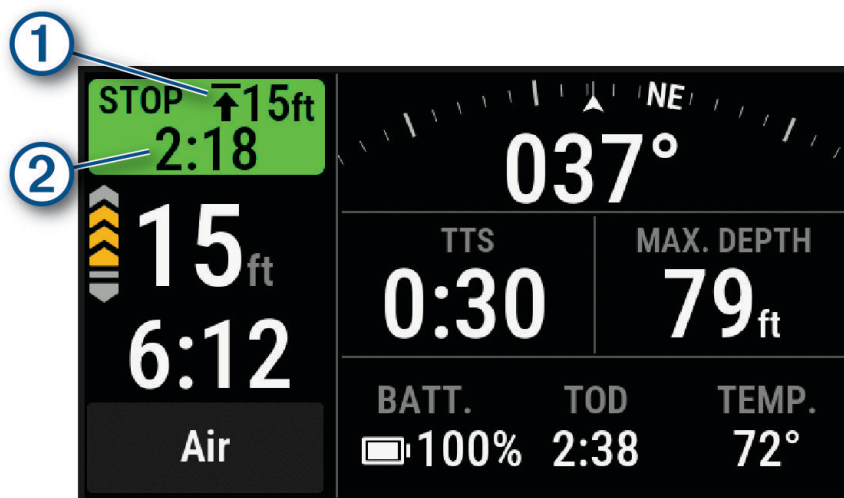 1
STOP 15ft
2:18
2
15ft
6:12
Air
NE
037°
TTS
0:30
MAX. DEPTH
79ft
BATT. TOD TEMP.
100% 2:38 72°